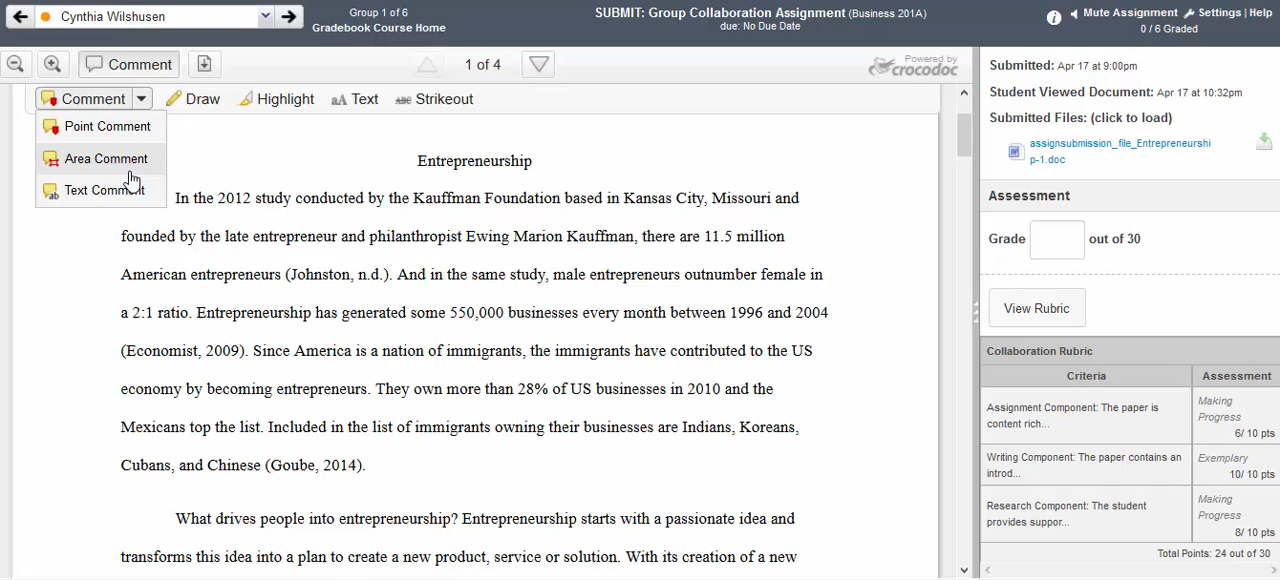 Cynthia Wilshusen
Group 1 of 6
Gradebook Course Home
SUBMIT: Group Collaboration Assignment (Business 201A)
due: No Due Date
Mute Assignment Settings | Help
0 / 6 Graded
Comment
1 of 4
Powered by
crocodoc
Comment Draw Highlight aA Text ABC Strikeout
Point Comment
Area Comment
ab Text Comment
Entrepreneurship
In the 2012 study conducted by the Kauffman Foundation based in Kansas City, Missouri and
founded by the late entrepreneur and philanthropist Ewing Marion Kauffman, there are 11.5 million
American entrepreneurs (Johnston, n.d.). And in the same study, male entrepreneurs outnumber female in
a 2:1 ratio. Entrepreneurship has generated some 550,000 businesses every month between 1996 and 2004
(Economist, 2009). Since America is a nation of immigrants, the immigrants have contributed to the US
economy by becoming entrepreneurs. They own more than 28% of US businesses in 2010 and the
Mexicans top the list. Included in the list of immigrants owning their businesses are Indians, Koreans,
Cubans, and Chinese (Goube, 2014).
What drives people into entrepreneurship? Entrepreneurship starts with a passionate idea and
transforms this idea into a plan to create a new product, service or solution. With its creation of a new
Submitted: Apr 17 at 9:00pm
Student Viewed Document: Apr 17 at 10:32pm
Submitted Files: (click to load)
assignsubmission_file_Entrepreneurshi
p-1.doc
Assessment
Grade out of 30
View Rubric
Collaboration Rubric
Criteria Assessment
Assignment Component: The paper is
content rich...
Making
Progress
6/ 10 pts
Writing Component: The paper contains an
introd...
Exemplary
10/ 10 pts
Research Component: The student
provides suppor...
Making
Progress
8/ 10 pts
Total Points: 24 out of 30